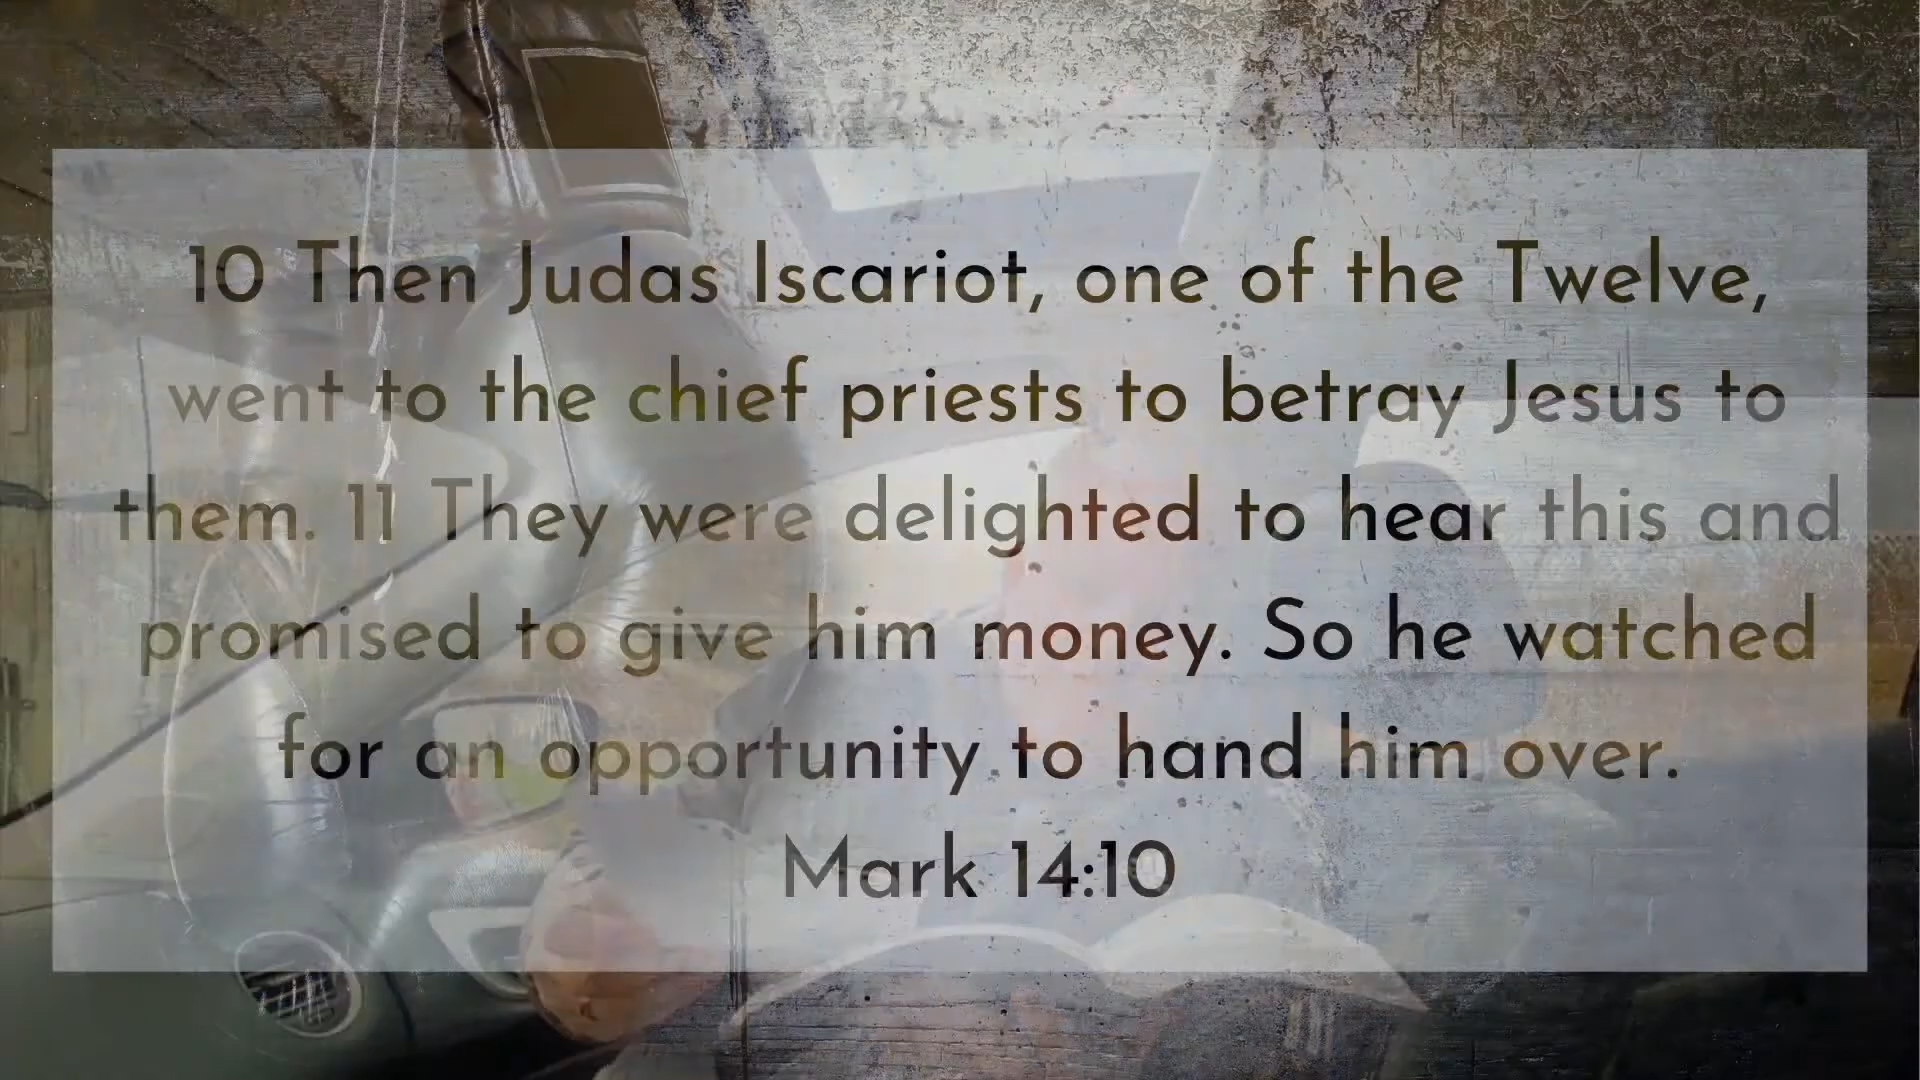 10 Then Judas Iscariot, one of the Twelve,
went to the chief priests to betray Jesus to
them. 11 They were delighted to hear this and
promised to give him money. So he watched
for an opportunity to hand him over.
Mark 14:10